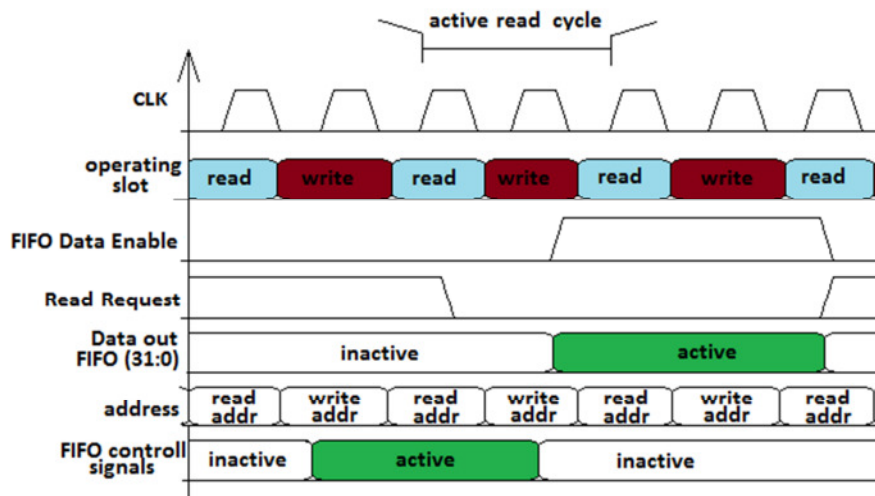 active read cycle
CLK
operating
slot
read write read write read write read
FIFO Data Enable
Read Request
Data out
FIFO (31:0)
inactive active
address
read
addr
write
addr
read
addr
write
addr
read
addr
write
addr
read
addr
FIFO controll
signals
inactive active inactive